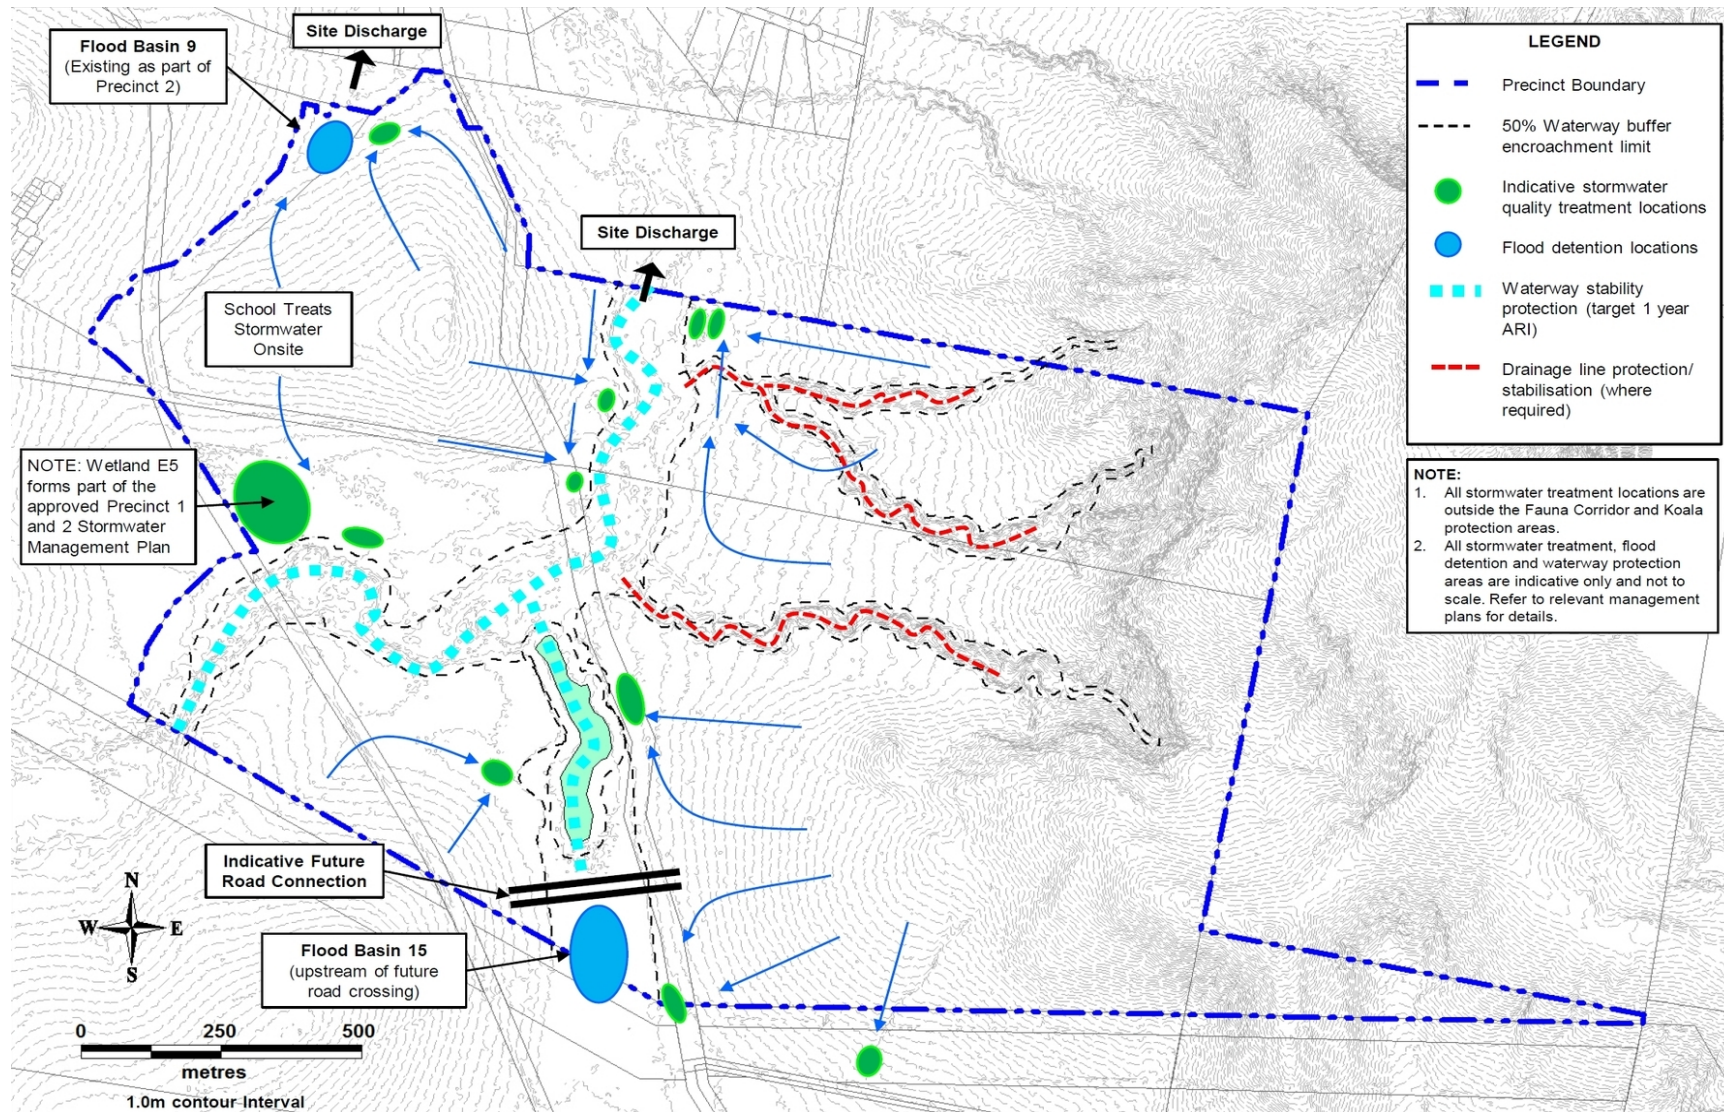 Site Discharge
Flood Basin 9
(Existing as part of
Precinct 2)
Site Discharge
School Treats
Stormwater
Onsite
NOTE: Wetland E5
forms part of the
approved Precinct 1
and 2 Stormwater
Management Plan
Indicative Future
Road Connection
Flood Basin 15
(upstream of future
road crossing)
N
W
E
S
0 250 500
metres
1.0m contour Interval
LEGEND
Precinct Boundary
50% Waterway buffer
encroachment limit
Indicative stormwater
quality treatment locations
Flood detention locations
Waterway stability
protection (target 1 year
ARI)
Drainage line protection/
stabilisation (where
required)
NOTE:
1. All stormwater treatment locations are
outside the Fauna Corridor and Koala
protection areas.
2. All stormwater treatment, flood
detention and waterway protection
areas are indicative only and not to
scale. Refer to relevant management
plans for details.